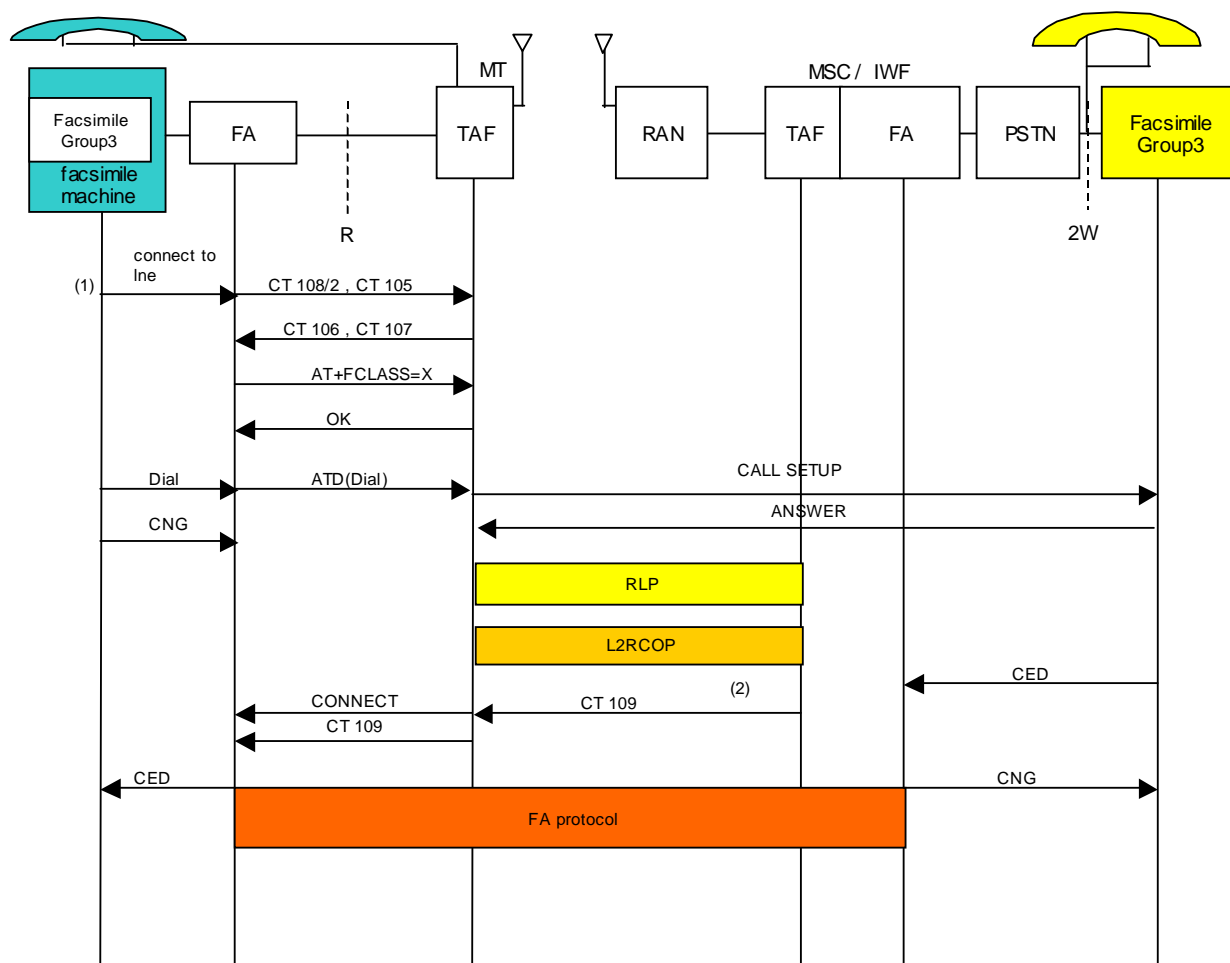 MT
MSC / IWF
Facsimile
Group3
facsimile
machine
FA
TAF
RAN
TAF
FA
PSTN
Facsimile
Group3
R
2W
connect to
lne
(1)
CT 108/2 , CT 105
CT 106 , CT 107
AT+FCLASS=X
OK
Dial
ATD(Dial)
CALL SETUP
CNG
ANSWER
RLP
L2RCOP
CED
(2)
CONNECT
CT 109
CT 109
CED
CNG
FA protocol